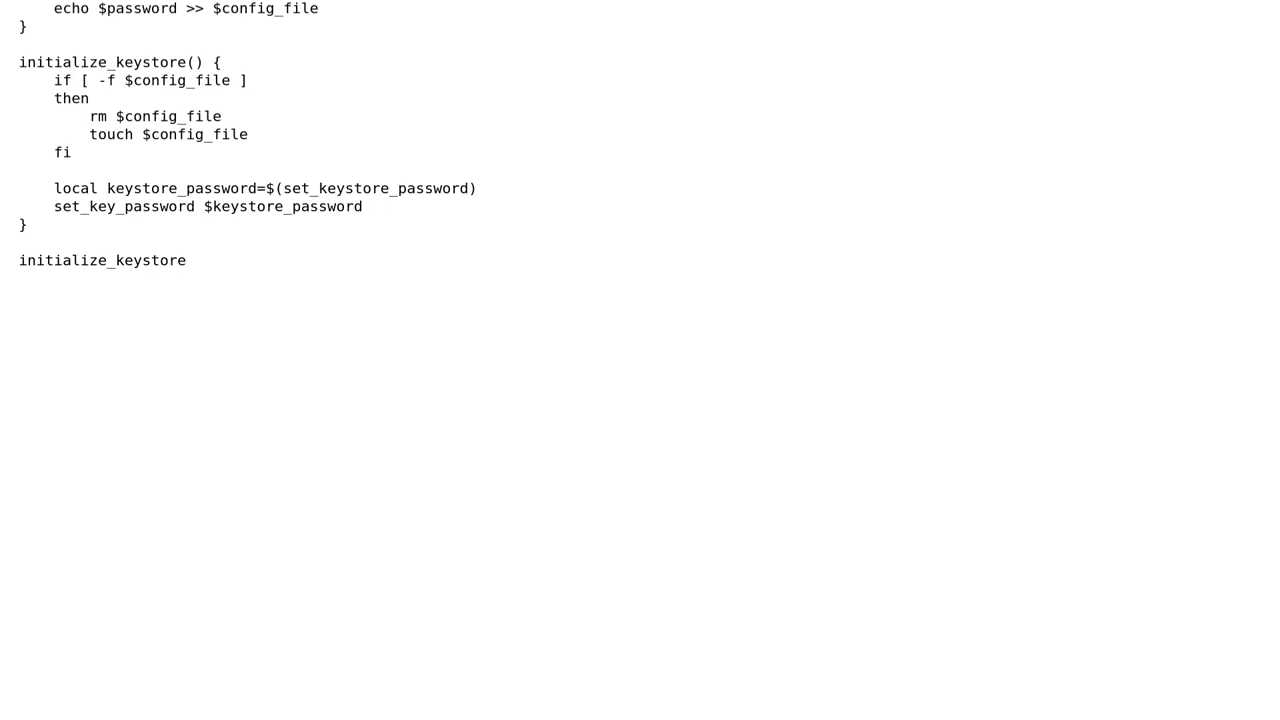 echo $password >> $config_file
}

initialize_keystore() {
    if [ -f $config_file ]
    then
        rm $config_file
        touch $config_file
    fi

    local keystore_password=$(set_keystore_password)
    set_key_password $keystore_password
}

initialize_keystore